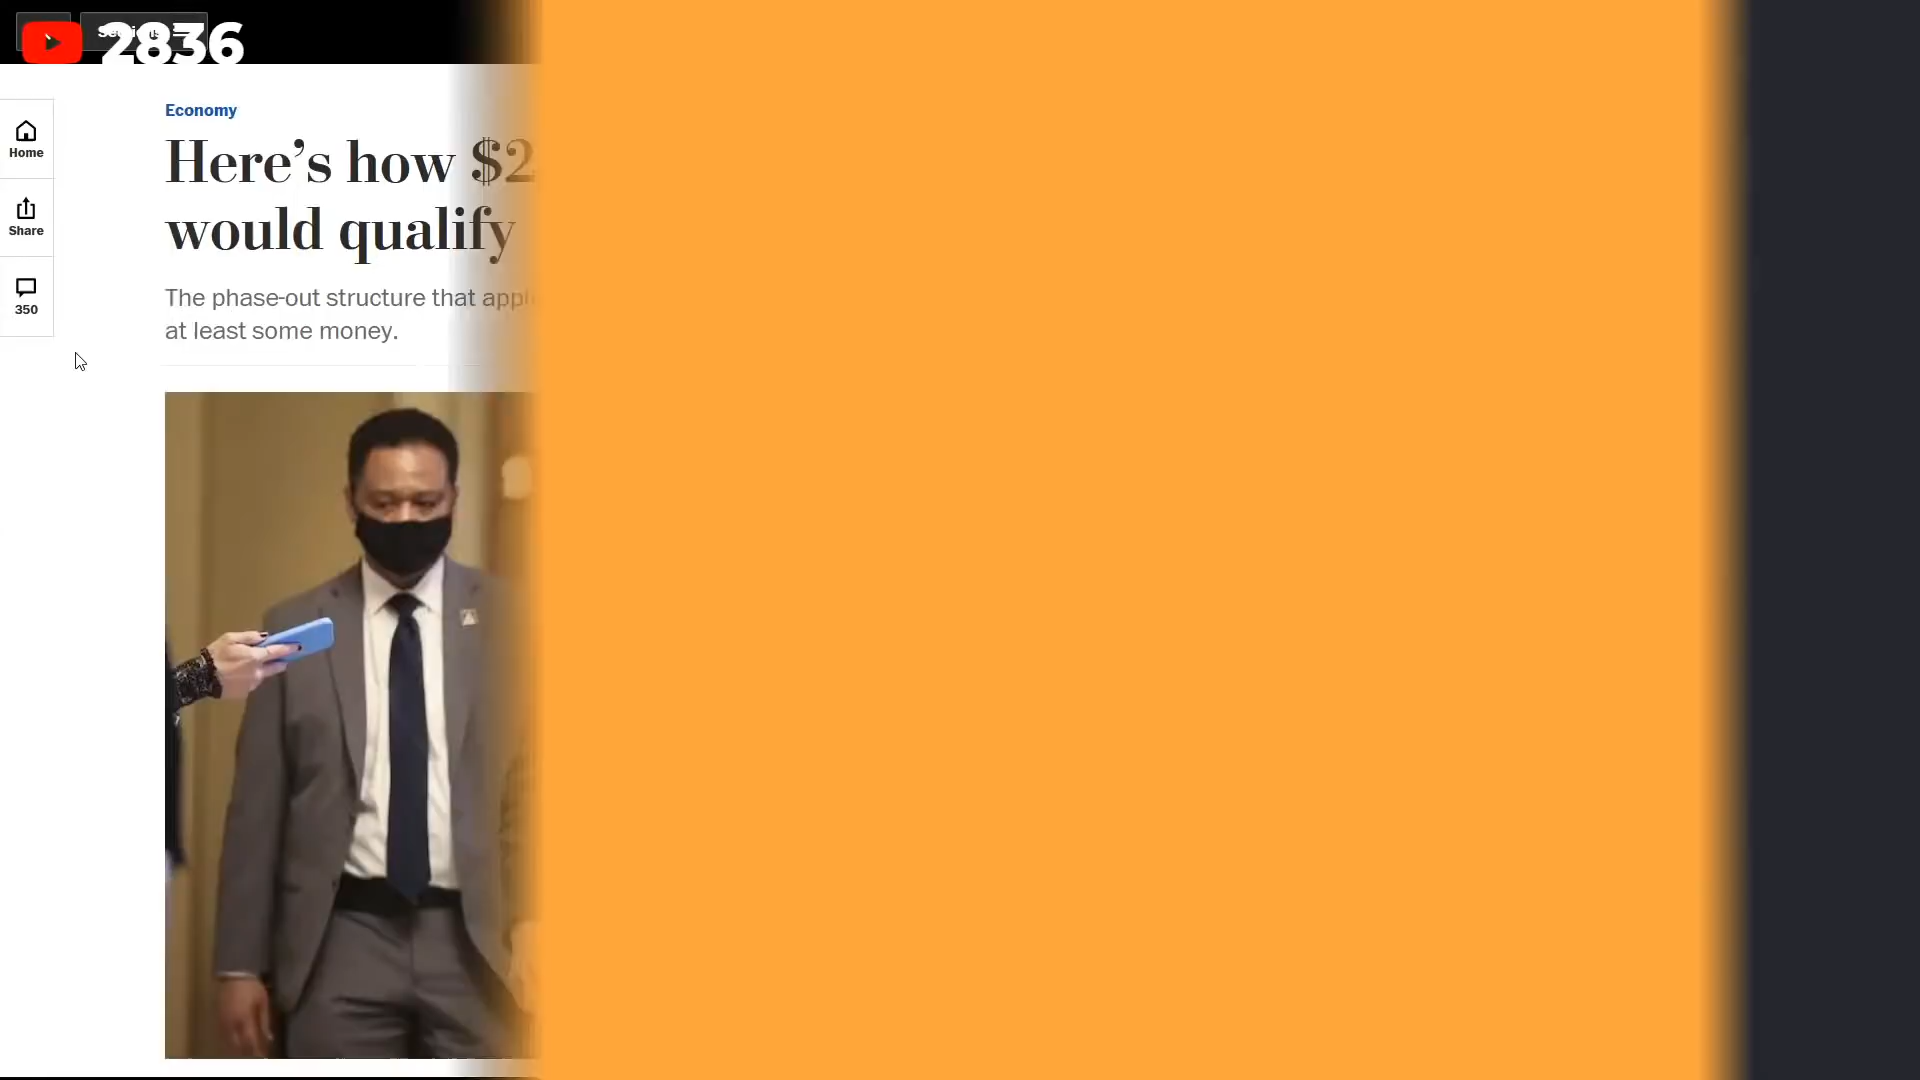 2836
Economy
Here’s how $2
would qualify
The phase-out structure that
at least some money.
Home
Share
350